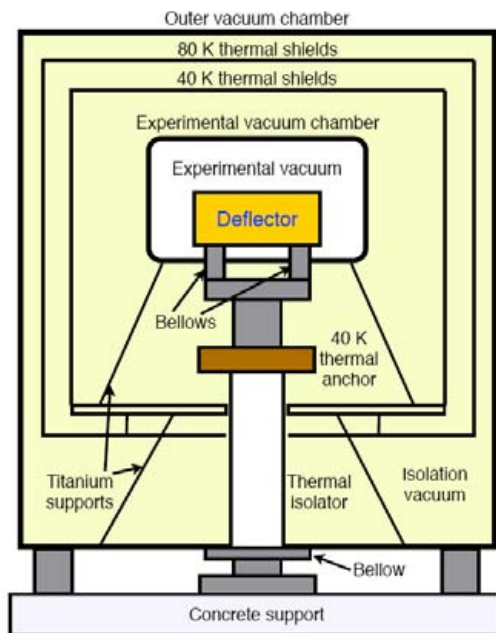 Outer vacuum chamber
80 K thermal shields
40 K thermal shields
Experimental vacuum chamber
Experimental vacuum
Deflector
Bellows
40 K
thermal
anchor
Titanium
supports
Thermal
isolator
Isolation
vacuum
Bellow
Concrete support